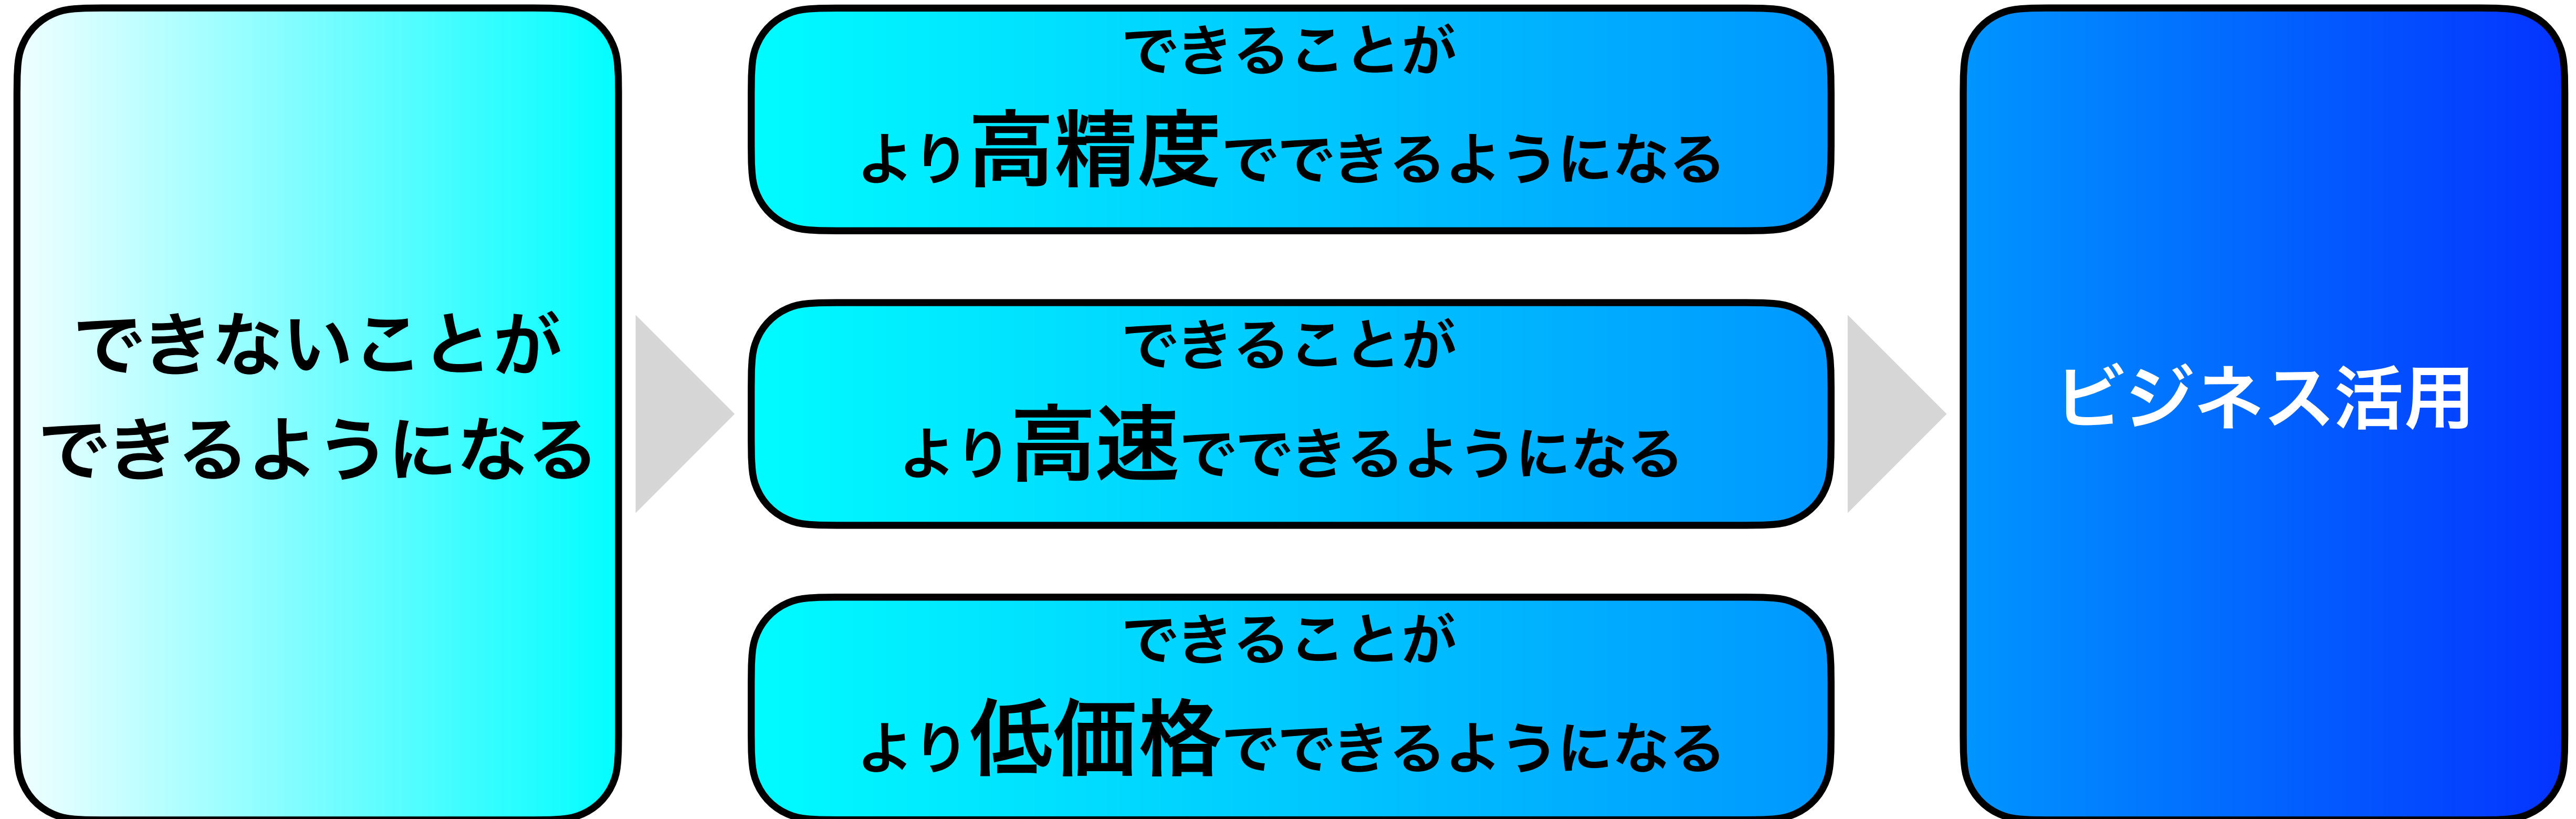 できないことが
できるようになる
できることが
より高精度でできるようになる
できることが
より高速でできるようになる
できることが
より低価格でできるようになる
ビジネス活用